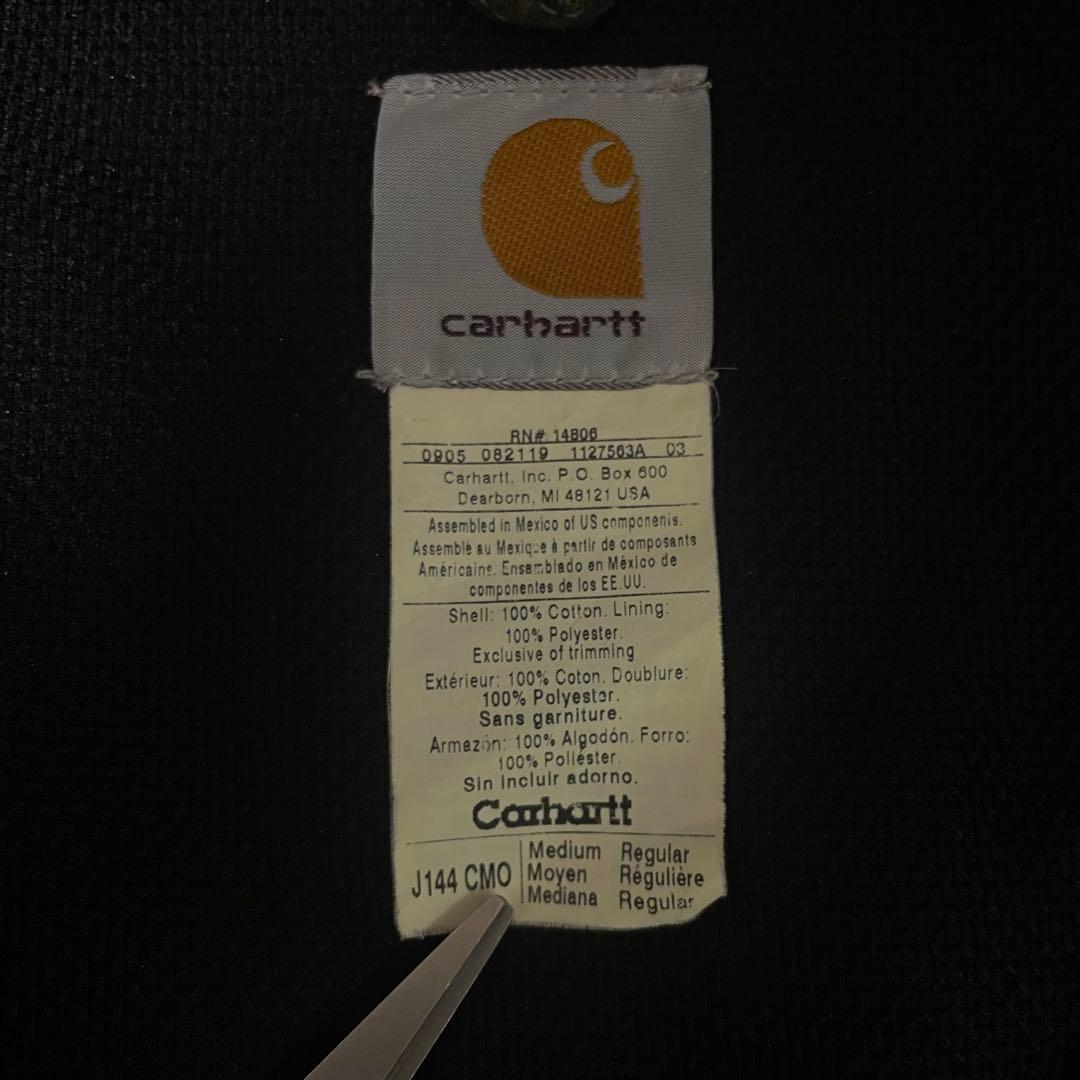 carhartt
RN# 14806
0905 082119 1127563A 03
Carhartt, Inc. P.O. Box 600
Dearborn, MI 48121 USA
Assembled in Mexico of US components.
Assemblé au Mexique à partir de composants
Américains. Ensamblado en México de
componentes de los EE.UU.
Shell: 100% Cotton. Lining:
100% Polyester.
Exclusive of trimming
Extérieur: 100% Coton. Doublure:
100% Polyester.
Sans garniture.
Armazón: 100% Algodón. Forro:
100% Poliéster.
Sin incluir adorno.
Carhartt
J144 CMO
Medium Regular
Moyen Régulière
Mediana Regular